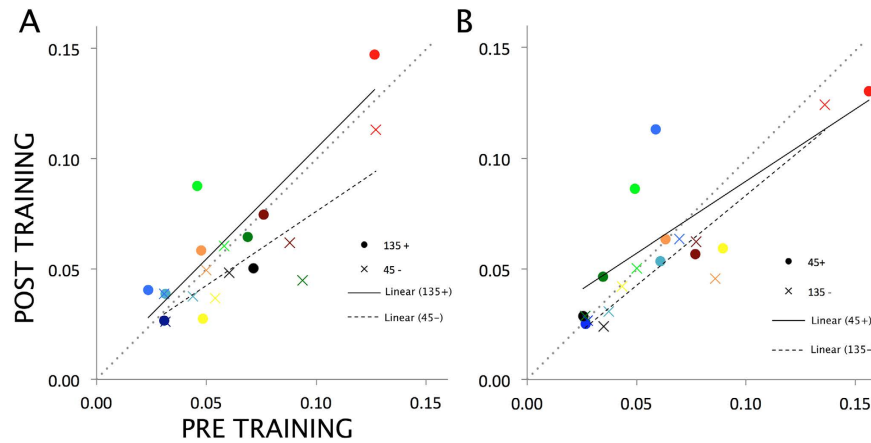 A
B
POST TRAINING
0.15
0.10
0.05
0.00
135 +
45 -
Linear (135+)
Linear (45-)
0.00
0.05
0.10
0.15
0.15
0.10
0.05
0.00
45+
135 -
Linear (45+)
Linear (135-
0.00
0.05
0.10
0.15
PRE TRAINING